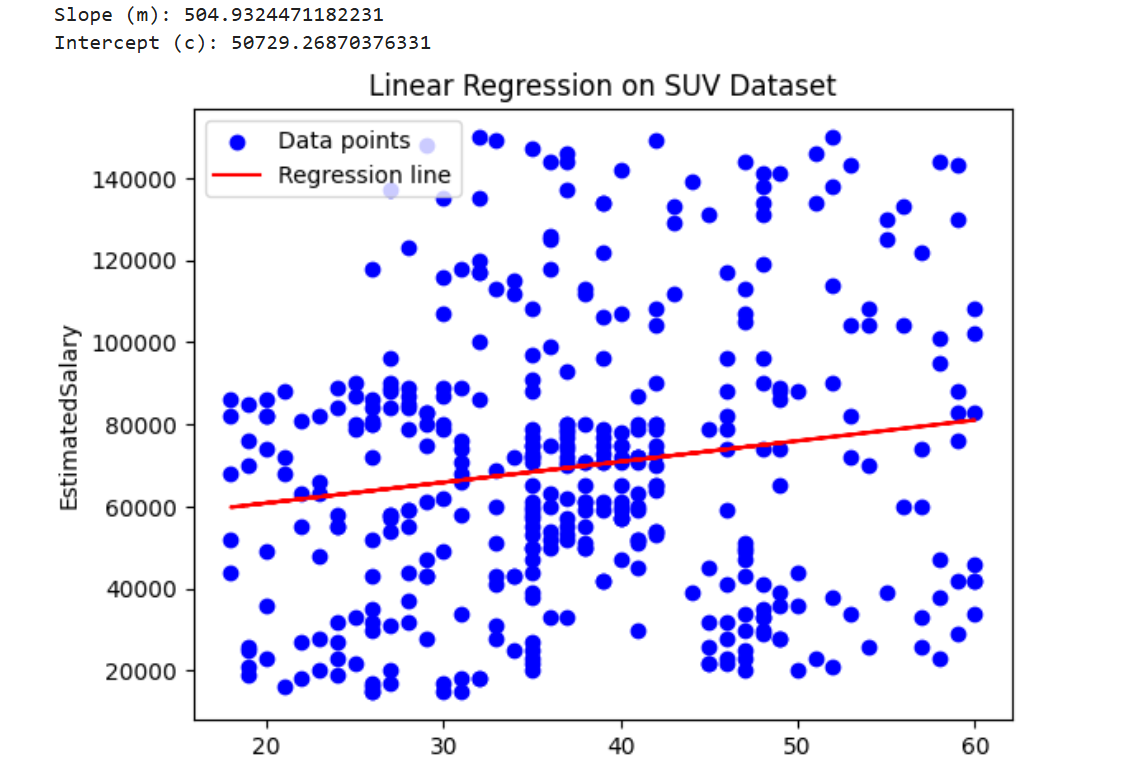 Slope (m): 504.9324471182231
Intercept (c): 50729.26870376331
Linear Regression on SUV Dataset
Data points
Regression line
EstimatedSalary
140000
120000
100000
80000
60000
40000
20000
20 30 40 50 60